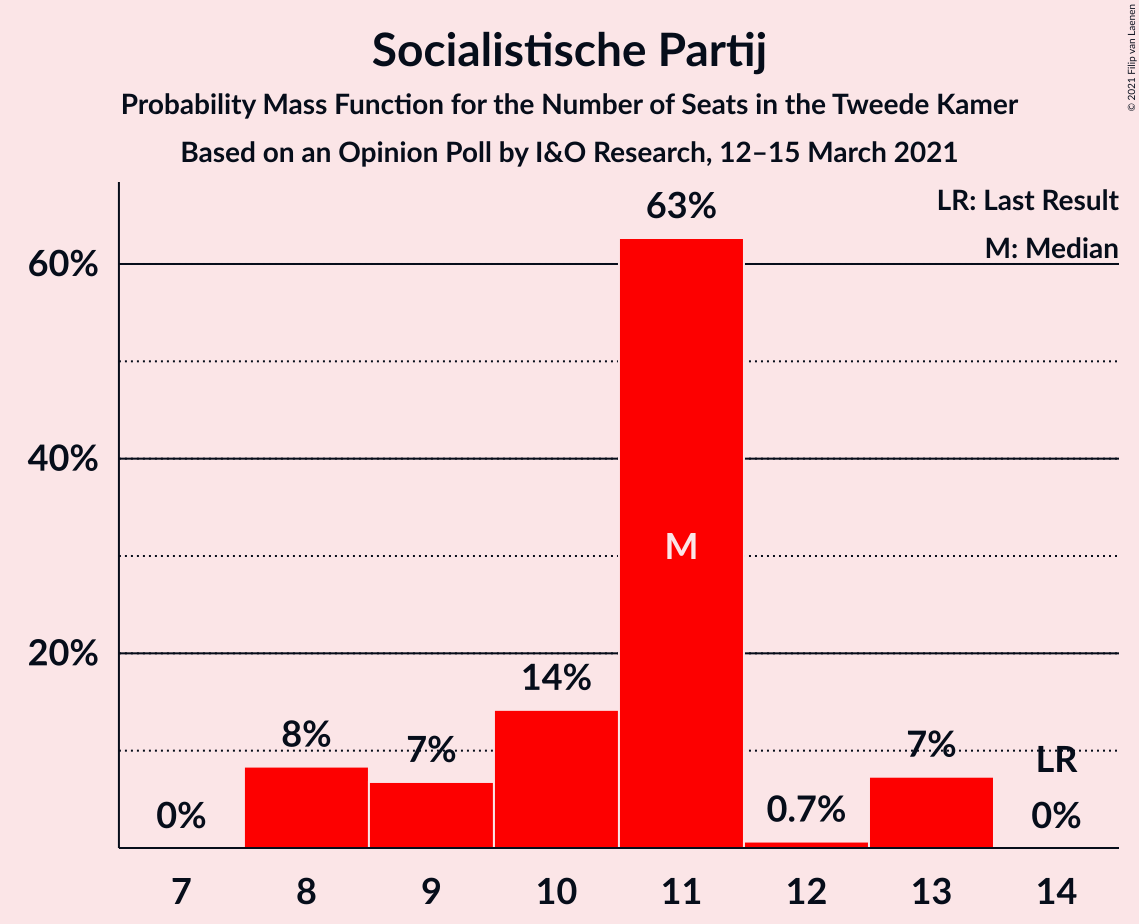 Socialistische Partij
Probability Mass Function for the Number of Seats in the Tweede Kamer
Based on an Opinion Poll by I&O Research, 12–15 March 2021
© 2021 Filip van Laenen
LR: Last Result
M: Median
60%
40%
20%
0%
8%
7%
14%
63%
M
0.7%
7%
LR
0%
7 8 9 10 11 12 13 14